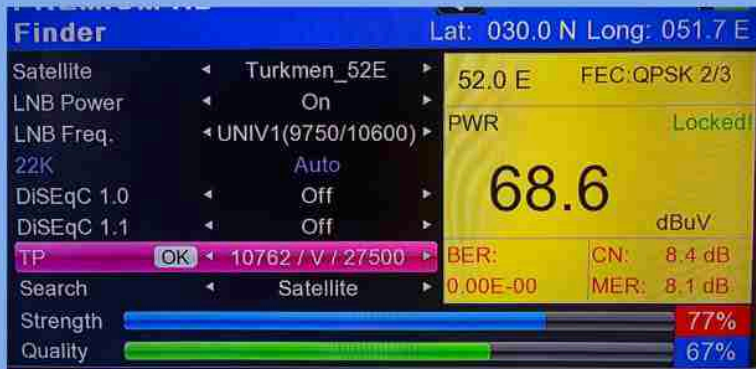 Finder Lat: 030.0 N Long: 051.7 E
Satellite Turkmen_52E
LNB Power On
LNB Freq. UNIV1(9750/10600)
22K Auto
DiSEqC 1.0 Off
DiSEqC 1.1 Off
TP OK 10762 / V / 27500
Search Satellite
52.0 E FEC:QPSK 2/3
PWR Locked!
68.6
dBuV
BER: CN: 8.4 dB
0.00E-00 MER: 8.1 dB
Strength 77%
Quality 67%